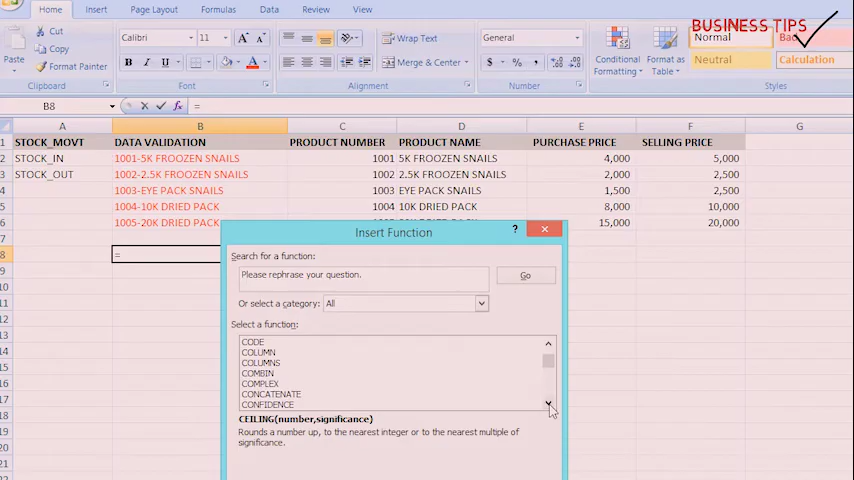 Home Insert Page Layout Formulas Data Review View
BUSINESS TIPS
Cut
Copy
Format Painter
Paste
Clipboard
Calibri 11
B I U
Font
Wrap Text
Merge & Center
Alignment
General
$ % ,
Number
Conditional Formatting
Format as Table
Normal Bad
Neutral Calculation
Styles
B8 fx =
A B C D E F G
1 STOCK_MOVT DATA VALIDATION PRODUCT NUMBER PRODUCT NAME PURCHASE PRICE SELLING PRICE
2 STOCK_IN 1001-5K FROOZEN SNAILS 1001 5K FROOZEN SNAILS 4,000 5,000
3 STOCK_OUT 1002-2.5K FROOZEN SNAILS 1002 2.5K FROOZEN SNAILS 2,000 2,500
4 1003-EYE PACK SNAILS 1003 EYE PACK SNAILS 1,500 2,500
5 1004-10K DRIED PACK 1004 10K DRIED PACK 8,000 10,000
6 1005-20K DRIED PACK 15,000 20,000
7
8 =
9
10
11
12
13
14
15
16
17
18
19
20
21
Insert Function ?
Search for a function:
Please rephrase your question.
Go
Or select a category: All
Select a function:
CODE
COLUMN
COLUMNS
COMBIN
COMPLEX
CONCATENATE
CONFIDENCE
CEILING(number,significance)
Rounds a number up, to the nearest integer or to the nearest multiple of
significance.